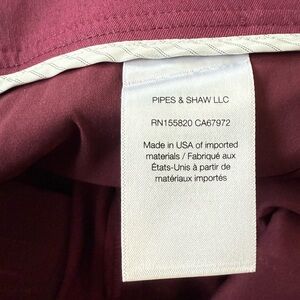 PIPES & SHAW LLC
RN155820 CA67972
Made in USA of imported
materials / Fabriqué aux
États-Unis à partir de
matériaux importés